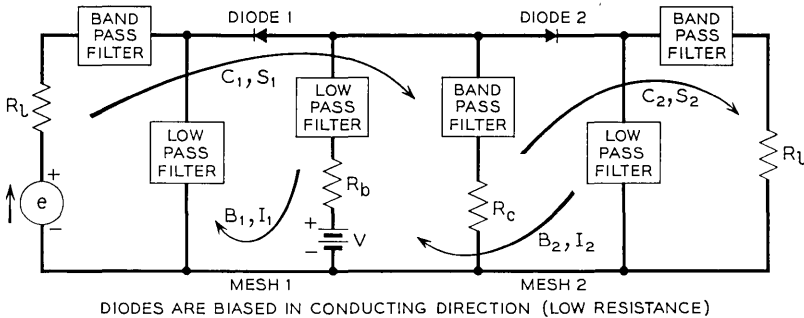 BAND
PASS
FILTER
DIODE 1
DIODE 2
BAND
PASS
FILTER
Rl
C1, S1
LOW
PASS
FILTER
BAND
PASS
FILTER
C2, S2
LOW
PASS
FILTER
LOW
PASS
FILTER
Rl
+
e
-
Rb
B1, I1
+
V
-
Rc
B2, I2
MESH 1
MESH 2
DIODES ARE BIASED IN CONDUCTING DIRECTION (LOW RESISTANCE)